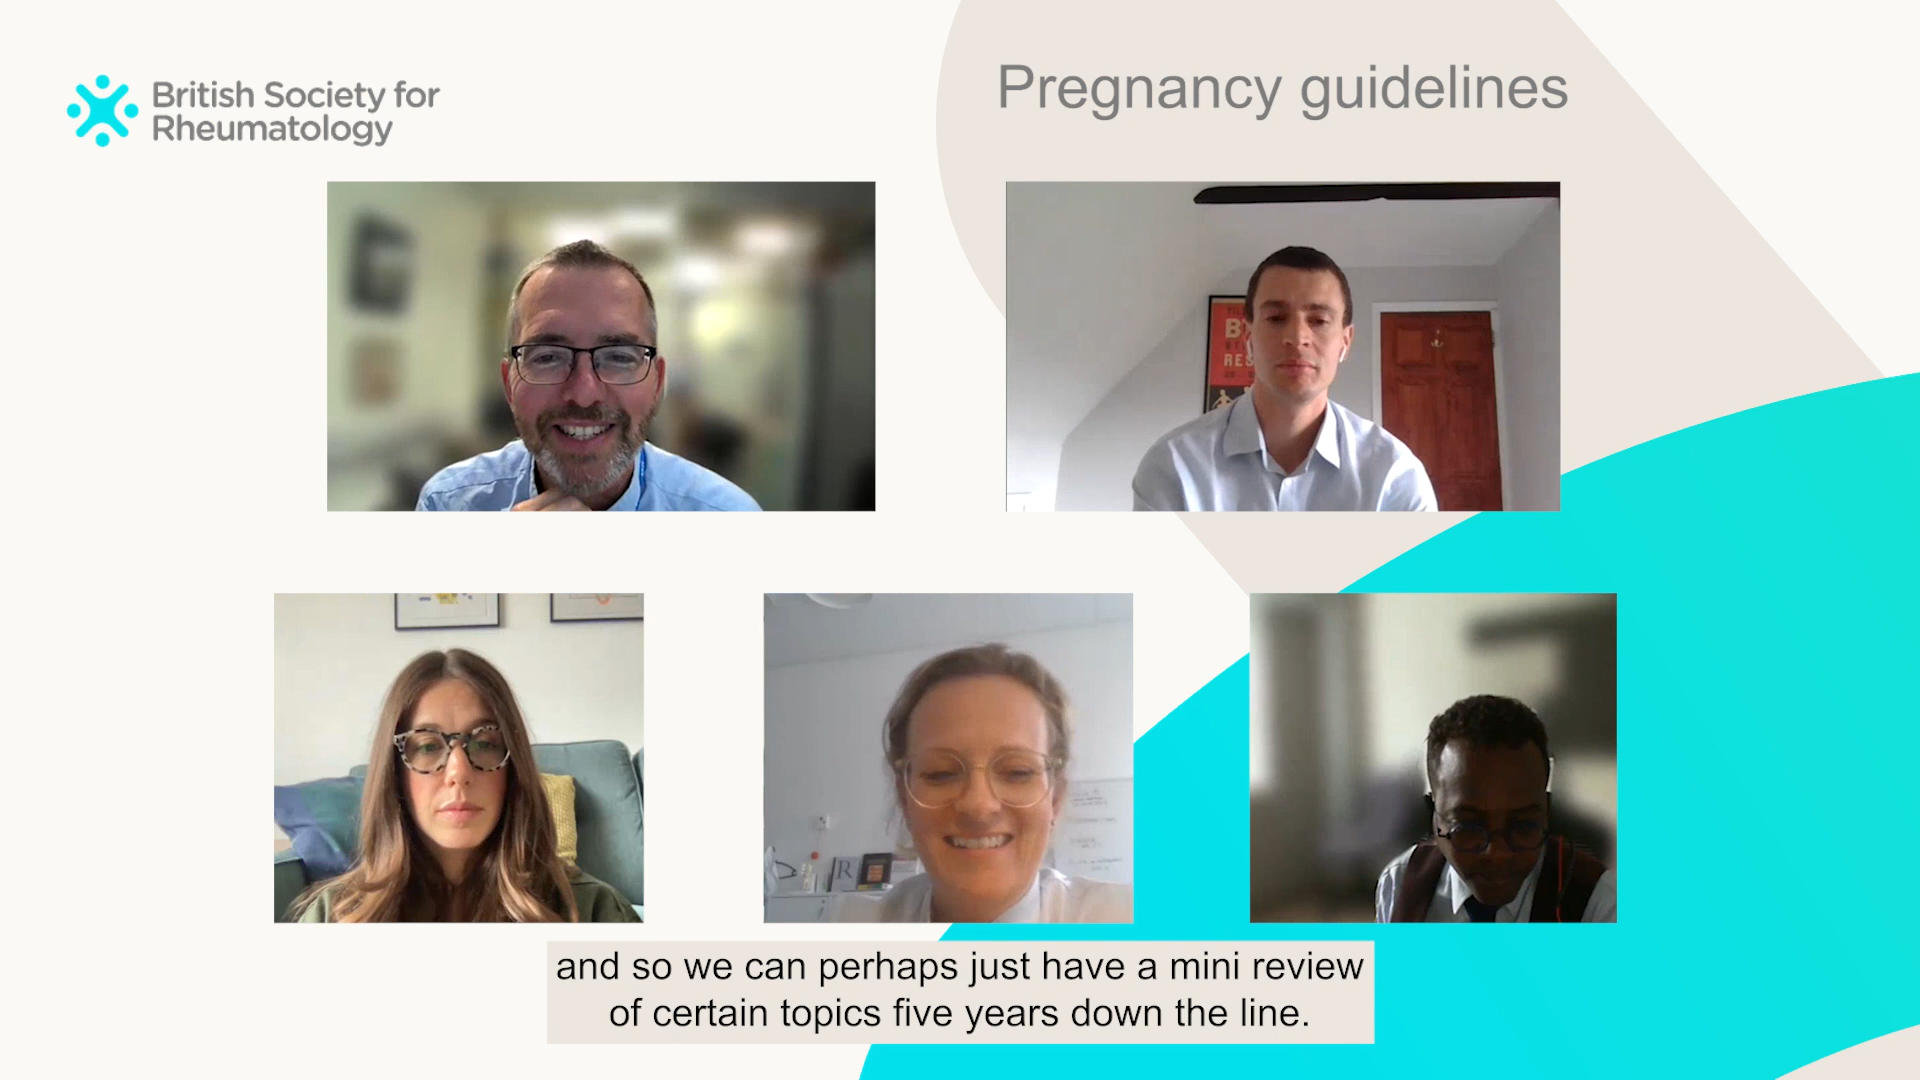 British Society for
Rheumatology
Pregnancy guidelines
RES
R
and so we can perhaps just have a mini review
of certain topics five years down the line.